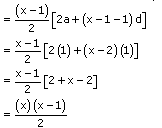 = (x-1)/2 [2a + (x-1-1) d]
= x-1/2 [2 (1) + (x-2) (1)]
= x-1/2 [2 + x-2]
= (x) (x-1)/2